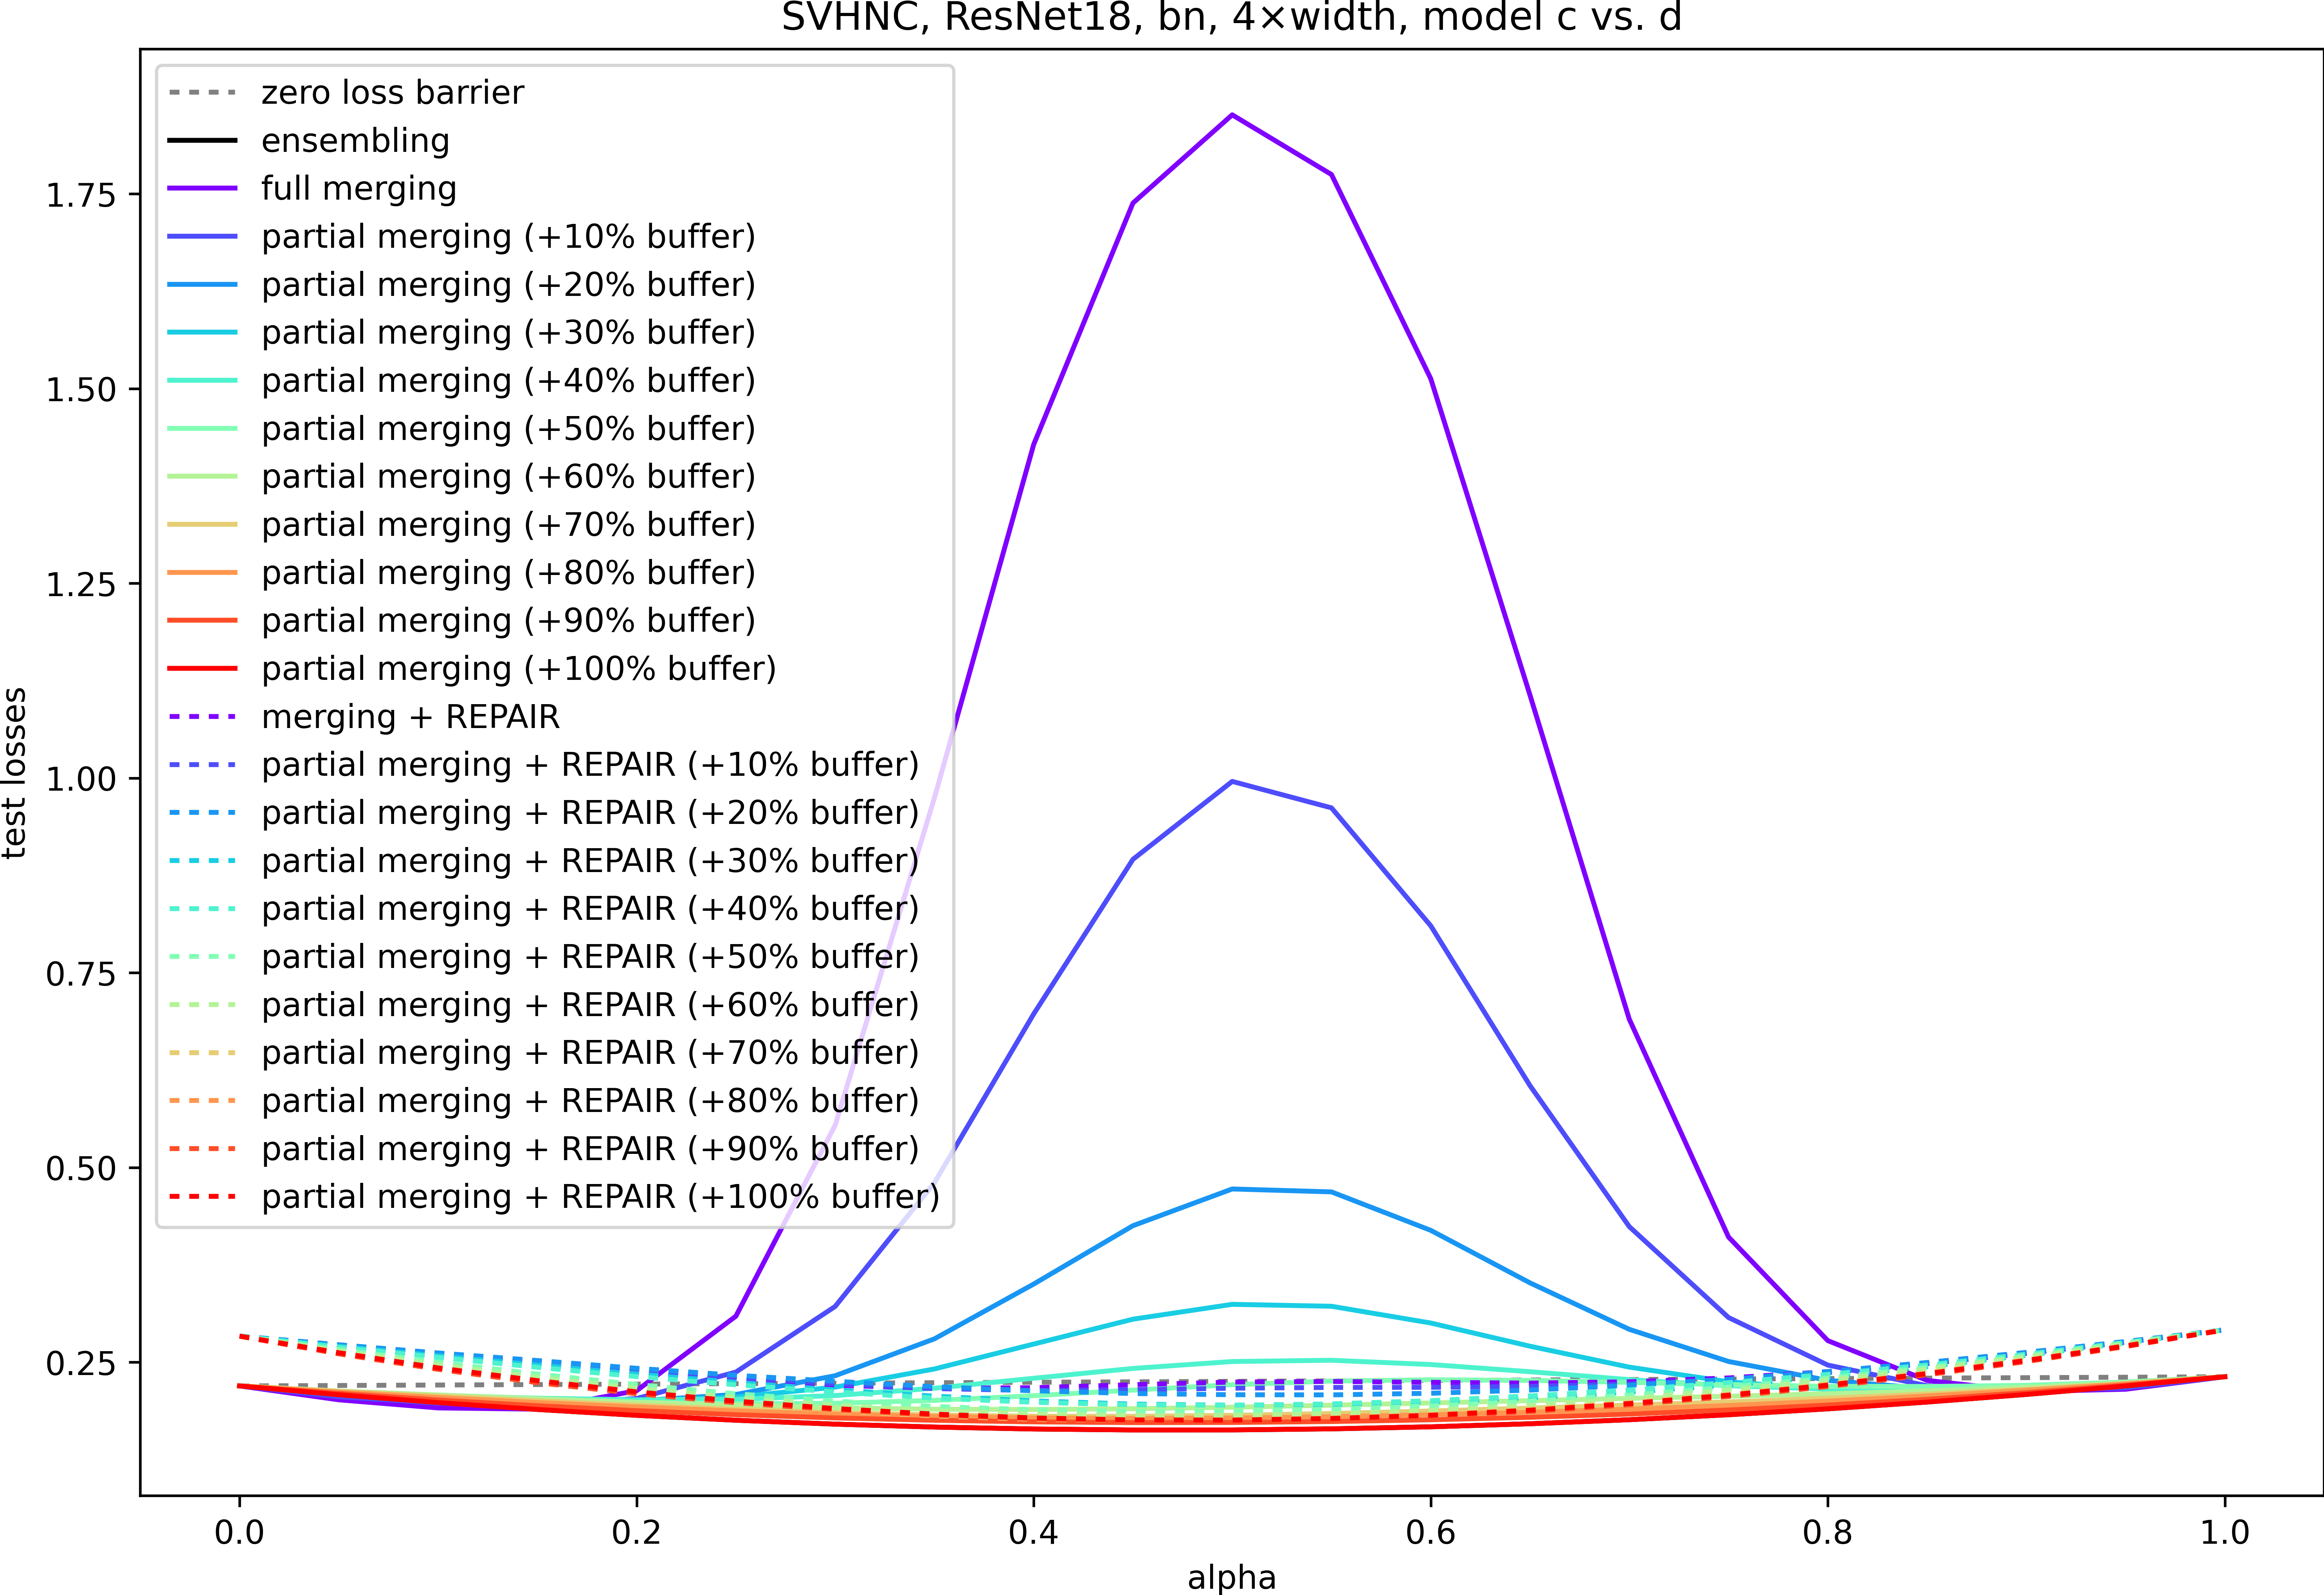 SVHNC, ResNet18, bn, 4×width, model c vs. d
zero loss barrier
ensembling
full merging
partial merging (+10% buffer)
partial merging (+20% buffer)
partial merging (+30% buffer)
partial merging (+40% buffer)
partial merging (+50% buffer)
partial merging (+60% buffer)
partial merging (+70% buffer)
partial merging (+80% buffer)
partial merging (+90% buffer)
partial merging (+100% buffer)
merging + REPAIR
partial merging + REPAIR (+10% buffer)
partial merging + REPAIR (+20% buffer)
partial merging + REPAIR (+30% buffer)
partial merging + REPAIR (+40% buffer)
partial merging + REPAIR (+50% buffer)
partial merging + REPAIR (+60% buffer)
partial merging + REPAIR (+70% buffer)
partial merging + REPAIR (+80% buffer)
partial merging + REPAIR (+90% buffer)
partial merging + REPAIR (+100% buffer)
test losses
1.75
1.50
1.25
1.00
0.75
0.50
0.25
0.0 0.2 0.4 0.6 0.8 1.0
alpha